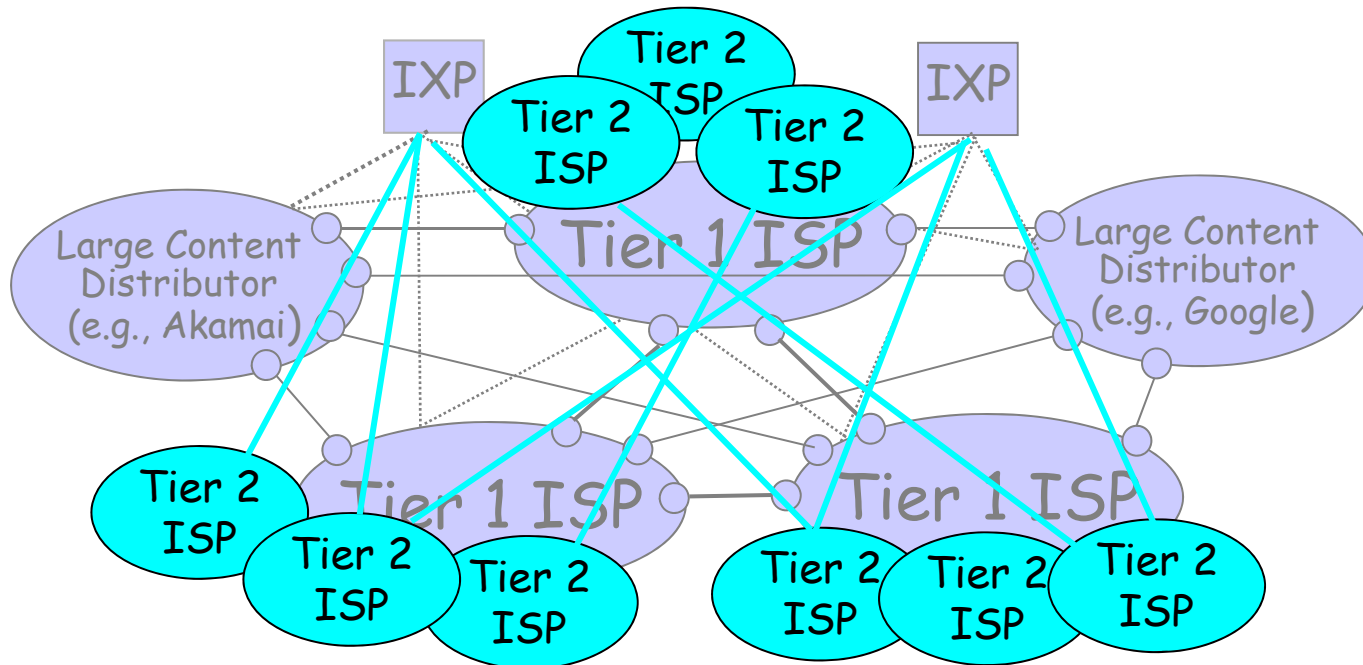 Tier 2
ISP
IXP
IXP
Tier 2
ISP
Tier 2
ISP
Tier 1 ISP
Large Content
Distributor
(e.g., Akamai)
Large Content
Distributor
(e.g., Google)
Tier 1 ISP
Tier 1 ISP
Tier 2
ISP
Tier 2
ISP
Tier 2
ISP
Tier 2
ISP
Tier 2
ISP
Tier 2
ISP